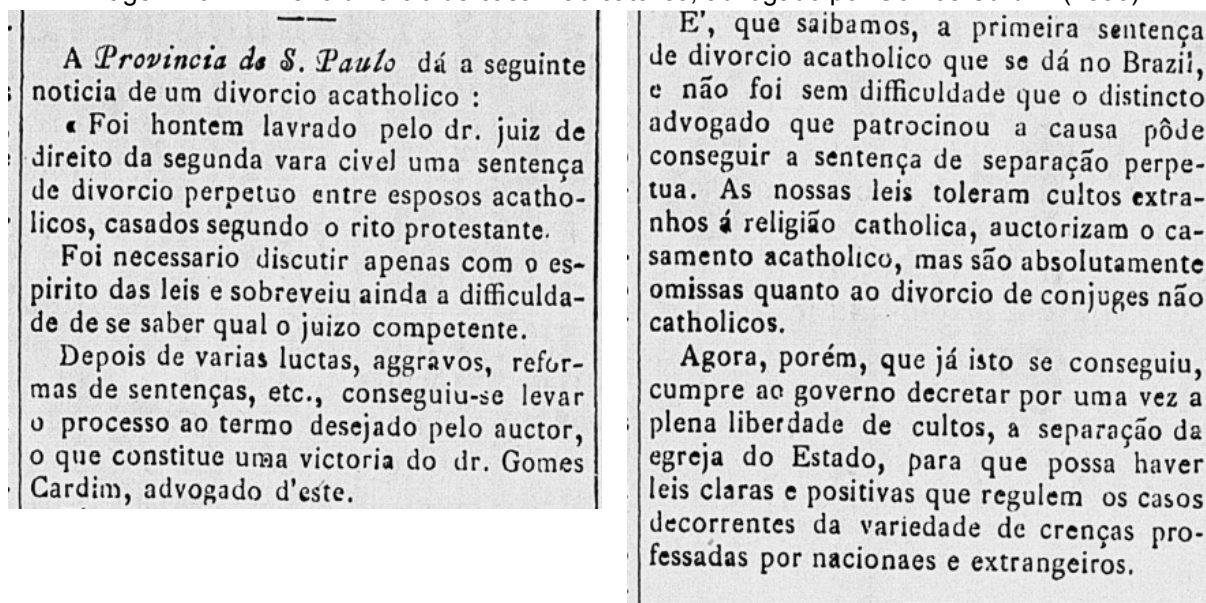 A Provincia de S. Paulo dá a seguinte
noticia de um divorcio acatholico :
« Foi hontem lavrado pelo dr. juiz de
direito da segunda vara civel uma sentença
de divorcio perpetuo entre esposos acatho-
licos, casados segundo o rito protestante.
Foi necessario discutir apenas com o es-
pirito das leis e sobreveiu ainda a difficulda-
de de se saber qual o juizo competente.
Depois de varias luctas, aggravos, refor-
mas de sentenças, etc., conseguiu-se levar
o processo ao termo desejado pelo auctor,
o que constitue uma victoria do dr. Gomes
Cardim, advogado d'este.
E', que saibamos, a primeira sentença
de divorcio acatholico que se dá no Brazil,
e não foi sem difficuldade que o distincto
advogado que patrocinou a causa pôde
conseguir a sentença de separação perpe-
tua. As nossas leis toleram cultos extra-
nhos á religião catholica, auctorizam o ca-
samento acatholico, mas são absolutamente
omissas quanto ao divorcio de conjuges não
catholicos.
Agora, porém, que já isto se conseguiu,
cumpre ao governo decretar por uma vez a
plena liberdade de cultos, a separação da
egreja do Estado, para que possa haver
leis claras e positivas que regulem os casos
decorrentes da variedade de crenças pro-
fessadas por nacionaes e extrangeiros.